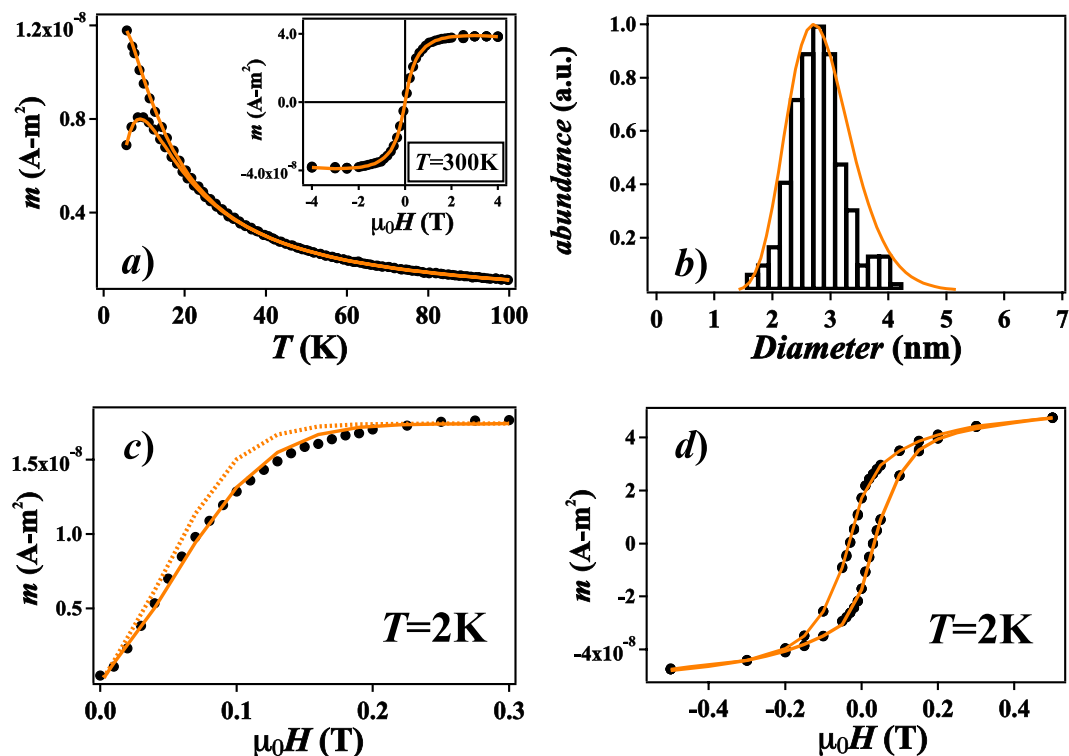 a)
1.2x10⁻⁸
0.8
0.4
m (A-m²)
20
40
60
80
100
T (K)
4.0
0.0
-4.0x10⁻⁸
m (A-m²)
T=300K
-4
-2
0
2
4
μ₀H (T)
b)
1.0
0.8
0.6
0.4
0.2
abundance (a.u.)
0
1
2
3
4
5
6
7
Diameter (nm)
c)
1.5x10⁻⁸
1.0
0.5
m (A-m²)
T=2K
0.0
0.1
0.2
0.3
μ₀H (T)
d)
4
2
0
-2
-4x10⁻⁸
m (A-m²)
T=2K
-0.4
-0.2
0.0
0.2
0.4
μ₀H (T)